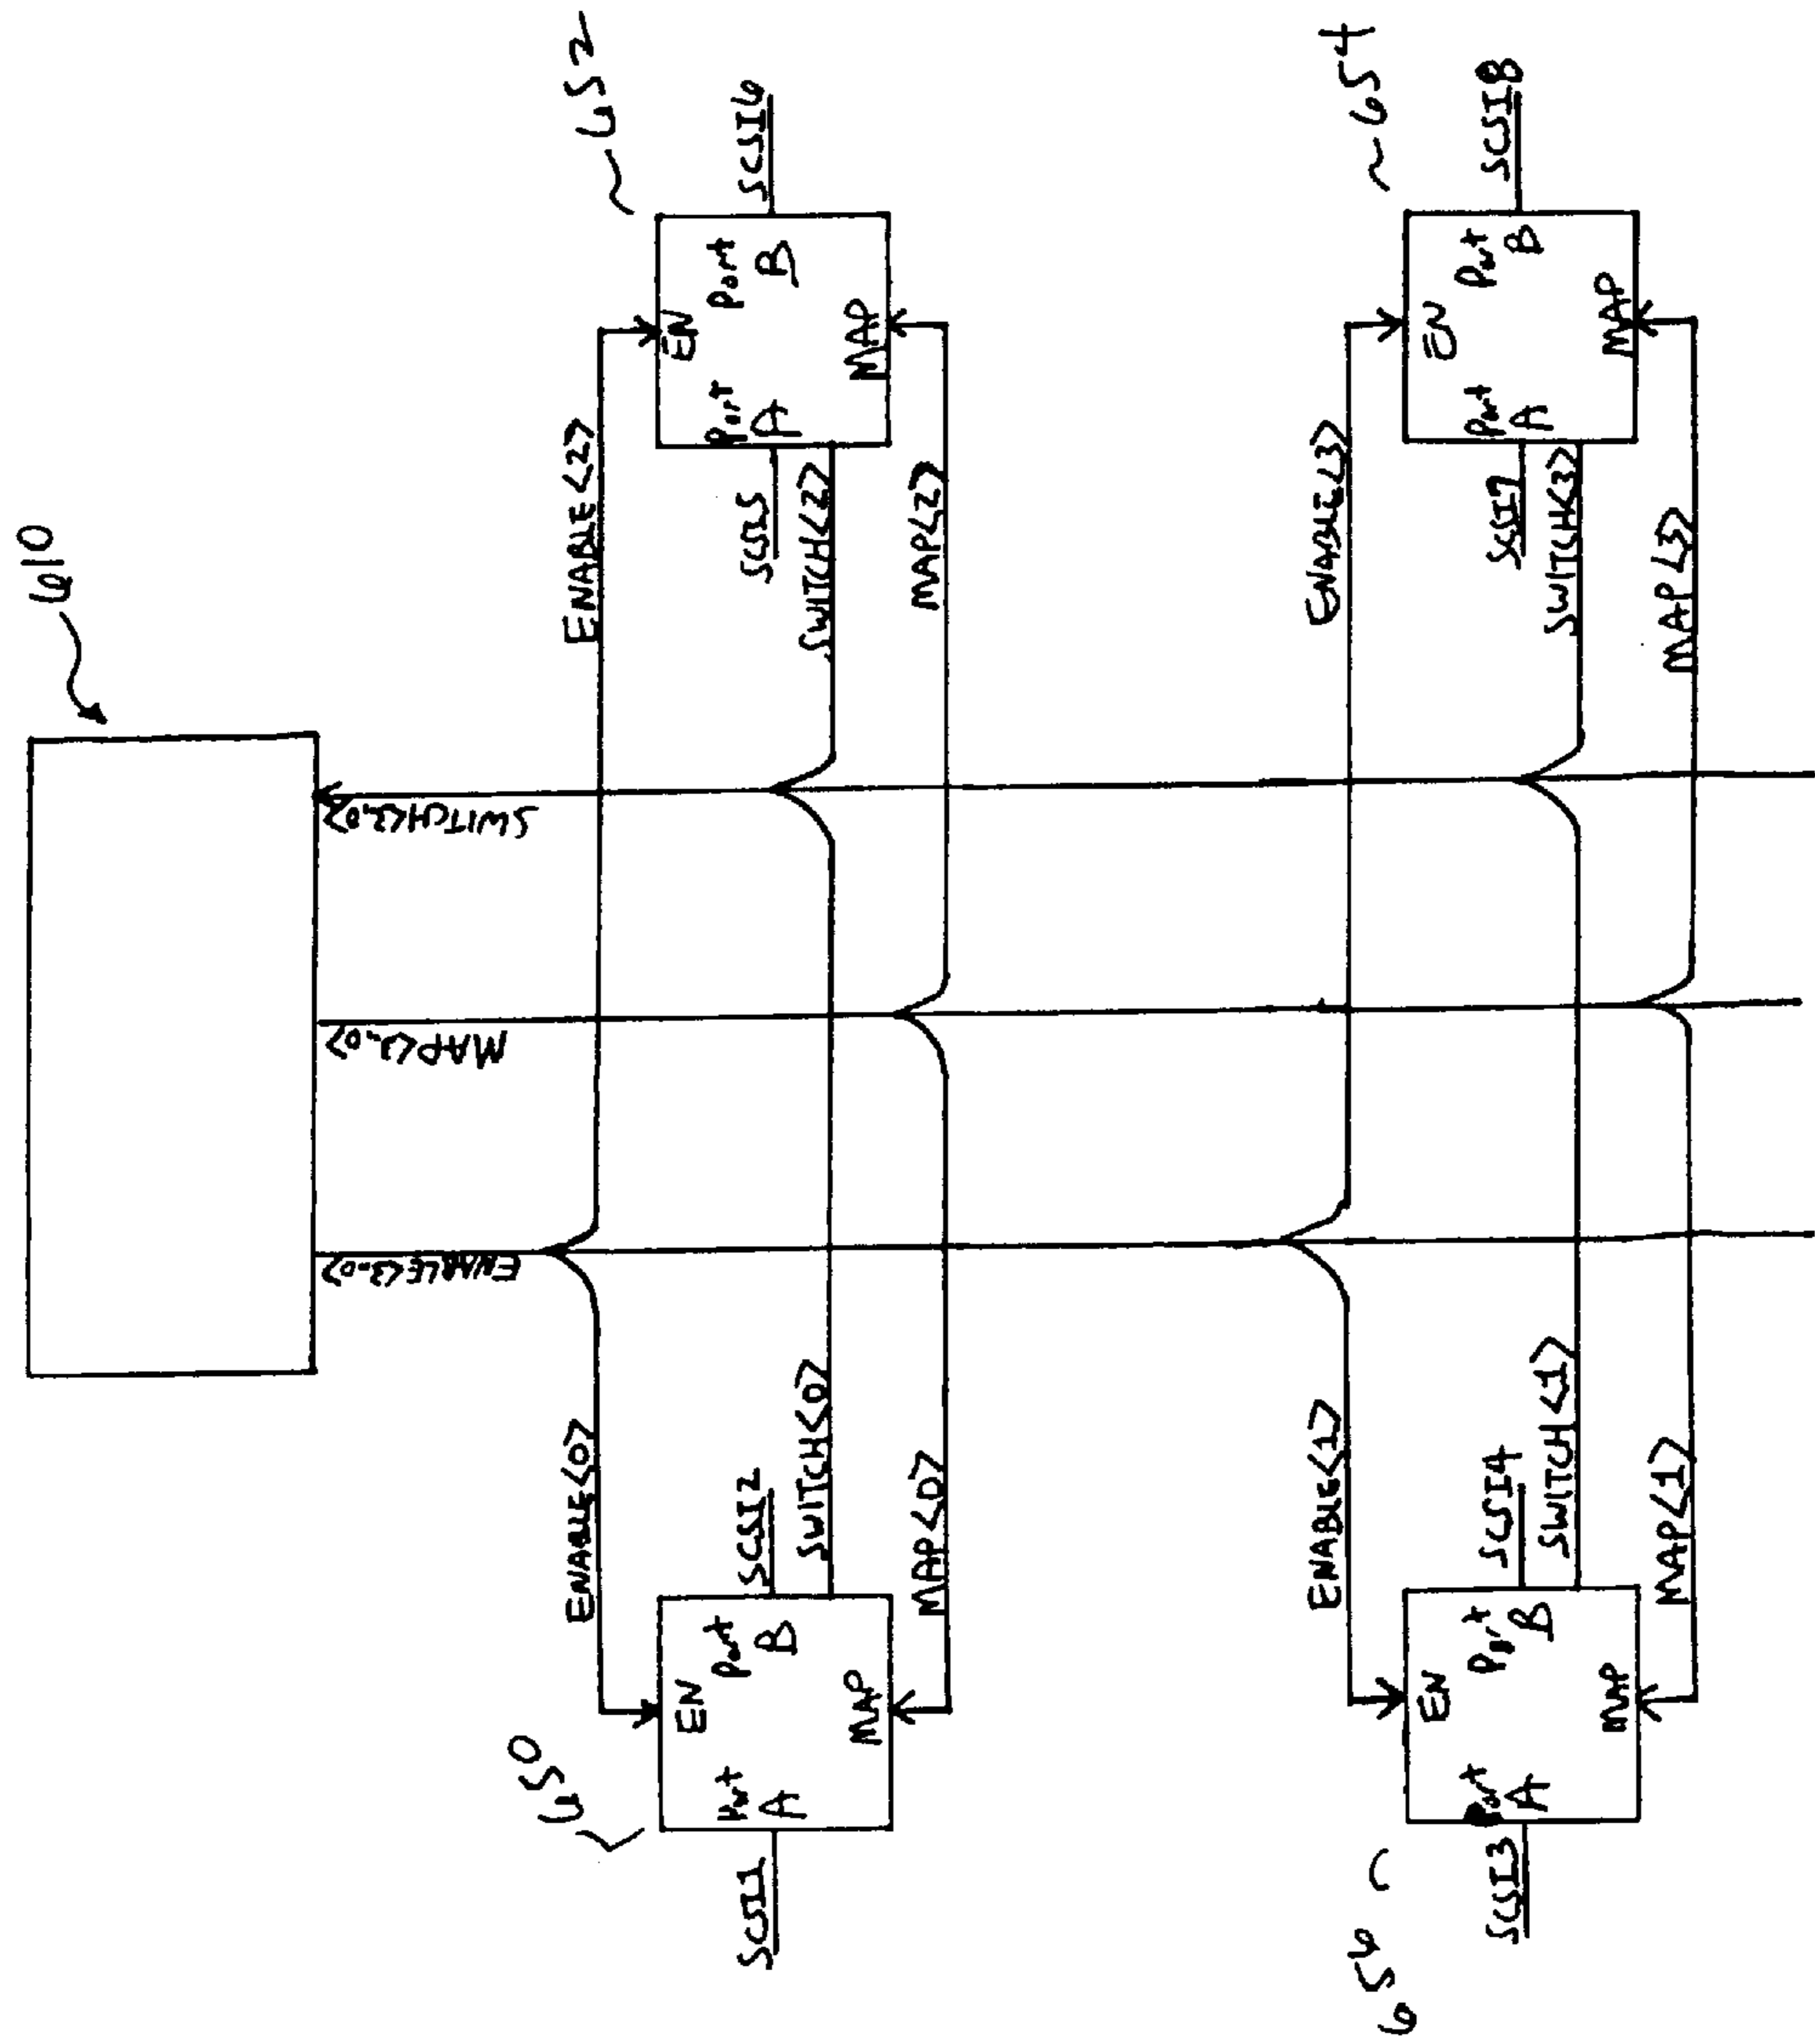 610
SWITCH<3..0>
MAP<3..0>
ENABLE<3..0>
650
ENABLE<0>
EN
Port
A
Port
B
MAP
SCSI1
SCSI2
SWITCH<0>
MAP<0>
652
ENABLE<2>
EN
Port
A
Port
B
MAP
SCSI5
SCSI6
SWITCH<2>
MAP<2>
656
ENABLE<1>
EN
Port
A
Port
B
MAP
SCSI3
SCSI4
SWITCH<1>
MAP<1>
654
ENABLE<3>
EN
Port
A
Port
B
MAP
SCSI7
SCSI8
SWITCH<3>
MAP<3>